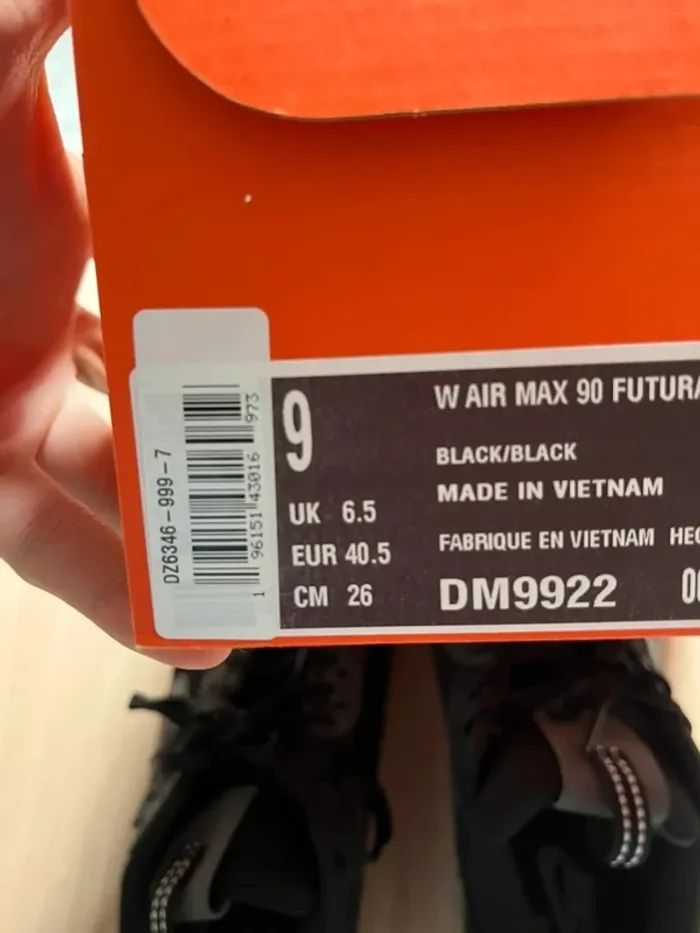 DZ6346-999-7
1 96151 43016 973
9
UK 6.5
EUR 40.5
CM 26
W AIR MAX 90 FUTURA
BLACK/BLACK
MADE IN VIETNAM
FABRIQUE EN VIETNAM
DM9922